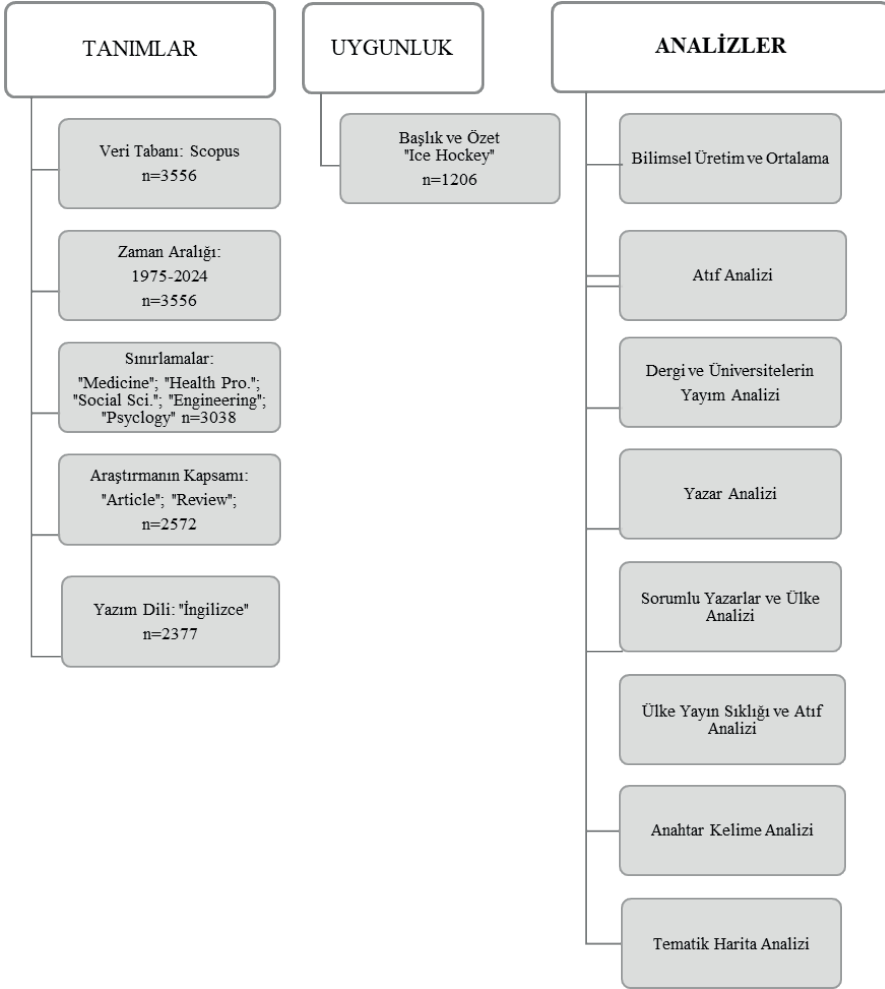 TANIMLAR
Veri Tabanı: Scopus
n=3556
Zaman Aralığı:
1975-2024
n=3556
Sınırlamalar:
"Medicine"; "Health Pro.";
"Social Sci."; "Engineering";
"Psyclogy" n=3038
Araştırmanın Kapsamı:
"Article"; "Review";
n=2572
Yazım Dili: "İngilizce"
n=2377
UYGUNLUK
Başlık ve Özet
"Ice Hockey"
n=1206
ANALİZLER
Bilimsel Üretim ve Ortalama
Atıf Analizi
Dergi ve Üniversitelerin
Yayım Analizi
Yazar Analizi
Sorumlu Yazarlar ve Ülke
Analizi
Ülke Yayın Sıklığı ve Atıf
Analizi
Anahtar Kelime Analizi
Tematik Harita Analizi